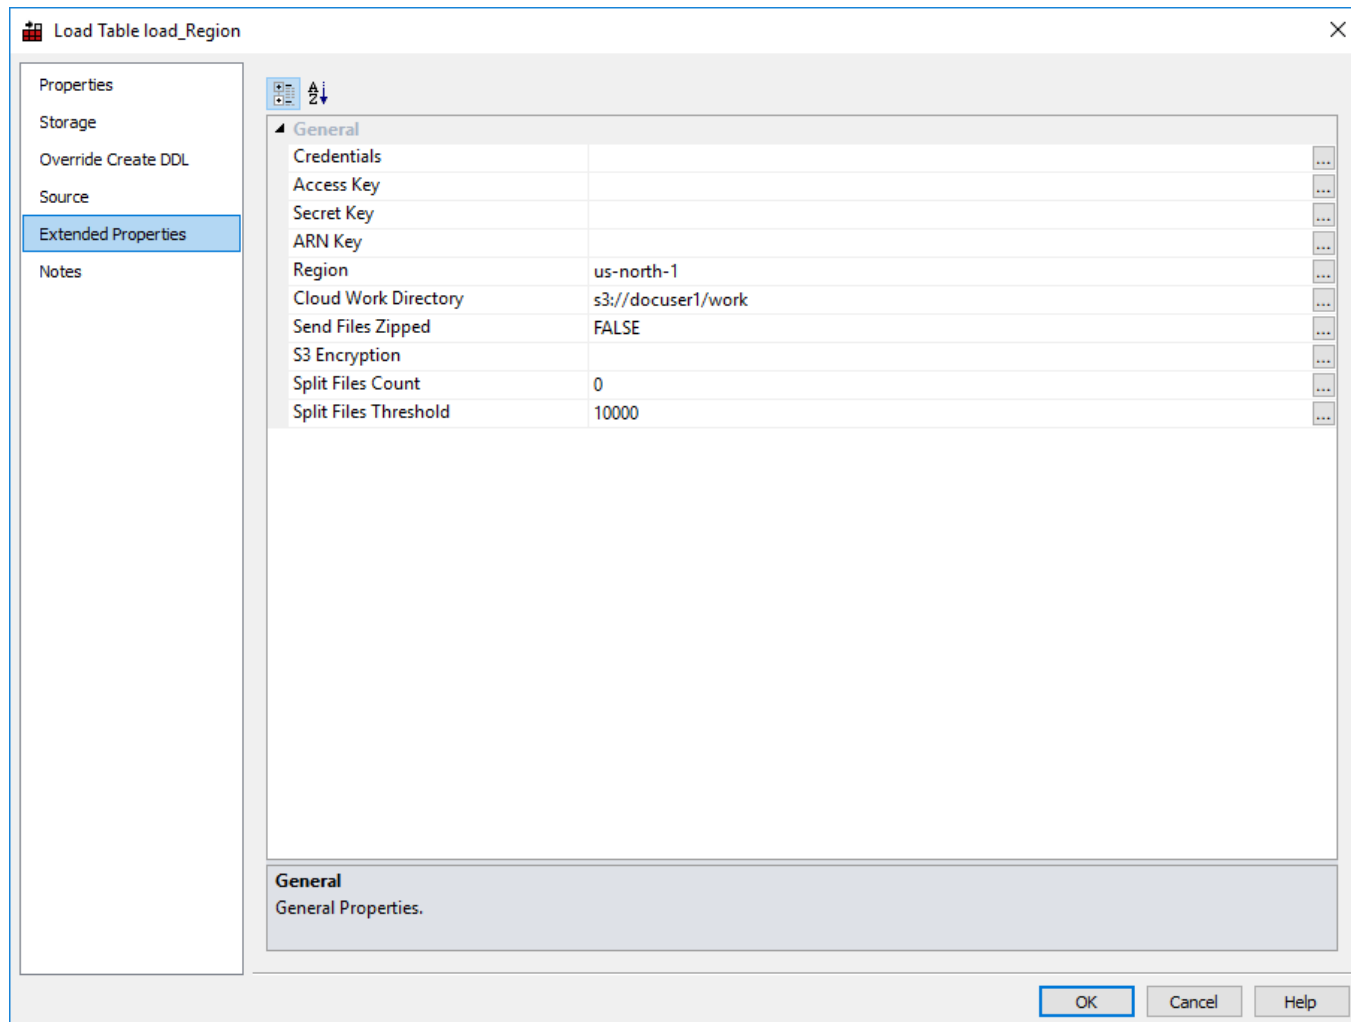 Load Table load_Region
Properties
Storage
Override Create DDL
Source
Extended Properties
Notes
General
Credentials ...
Access Key ...
Secret Key ...
ARN Key ...
Region us-north-1 ...
Cloud Work Directory s3://docuser1/work ...
Send Files Zipped FALSE ...
S3 Encryption ...
Split Files Count 0 ...
Split Files Threshold 10000 ...
General
General Properties.
OK Cancel Help